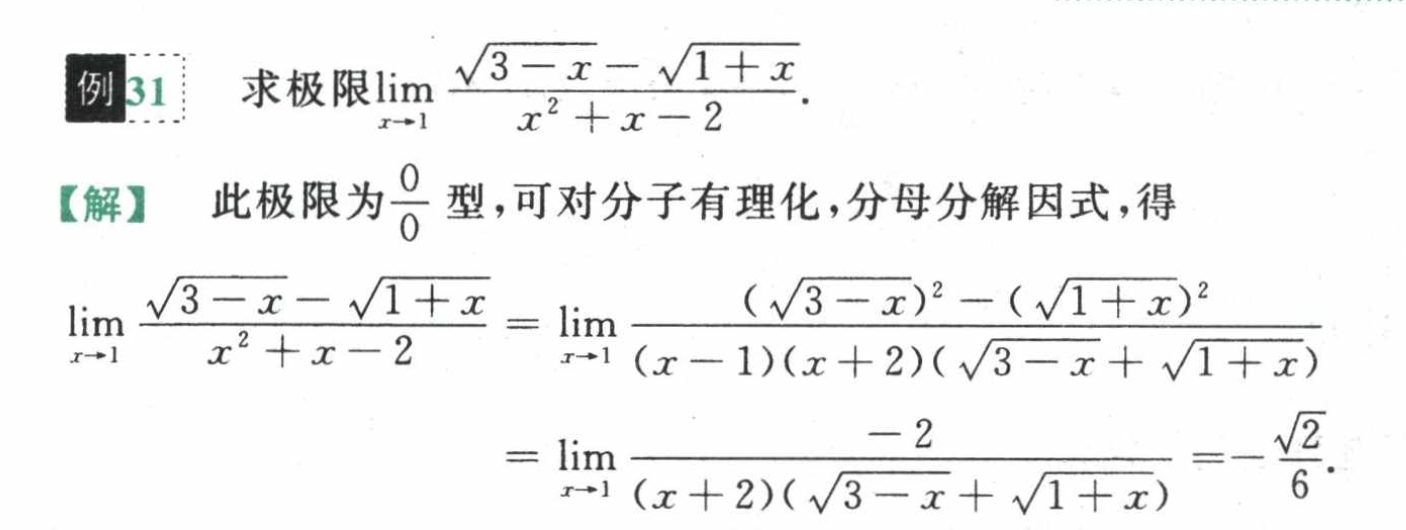 例31 求极限$\lim_{x \to 1} \frac{\sqrt{3-x}-\sqrt{1+x}}{x^2+x-2}$.
【解】 此极限为$\frac{0}{0}$型,可对分子有理化,分母分解因式,得
$\lim_{x \to 1} \frac{\sqrt{3-x}-\sqrt{1+x}}{x^2+x-2} = \lim_{x \to 1} \frac{(\sqrt{3-x})^2-(\sqrt{1+x})^2}{(x-1)(x+2)(\sqrt{3-x}+\sqrt{1+x})}$
$= \lim_{x \to 1} \frac{-2}{(x+2)(\sqrt{3-x}+\sqrt{1+x})} = -\frac{\sqrt{2}}{6}.$